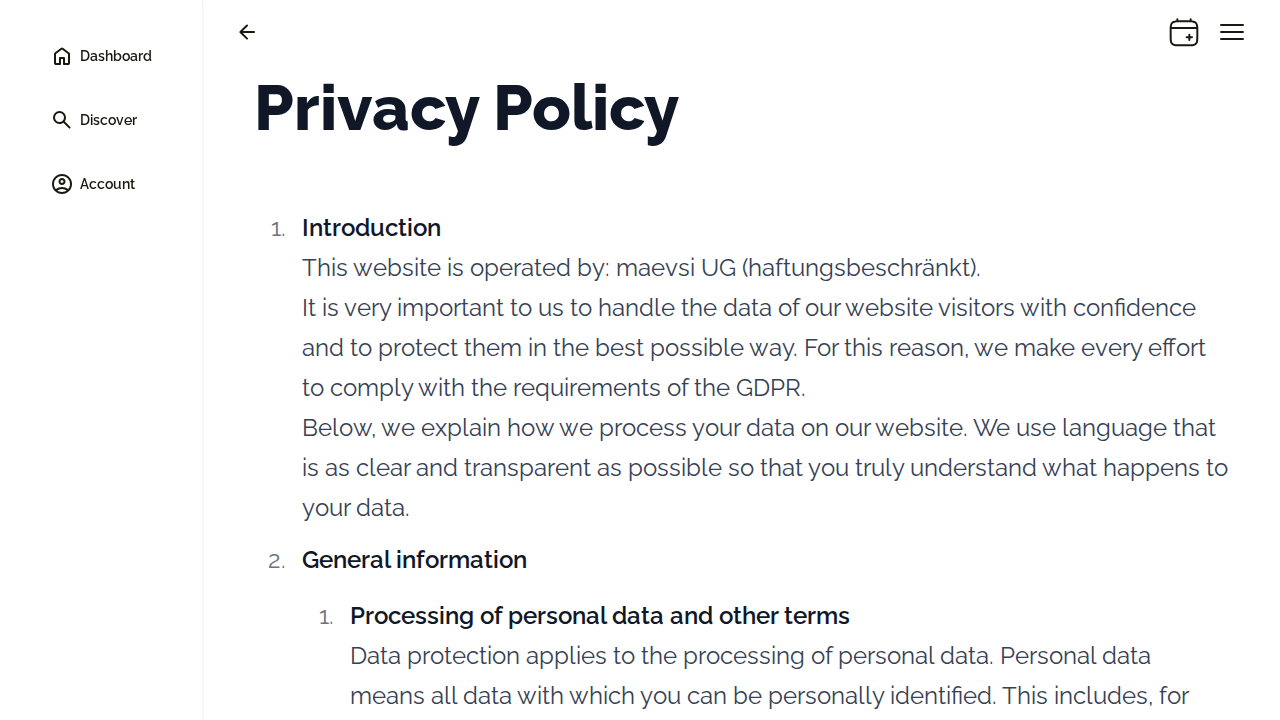 Dashboard
Discover
Account
Privacy Policy
1. Introduction
This website is operated by: maevsi UG (haftungsbeschränkt).
It is very important to us to handle the data of our website visitors with confidence
and to protect them in the best possible way. For this reason, we make every effort
to comply with the requirements of the GDPR.
Below, we explain how we process your data on our website. We use language that
is as clear and transparent as possible so that you truly understand what happens to
your data.
2. General information
1. Processing of personal data and other terms
Data protection applies to the processing of personal data. Personal data
means all data with which you can be personally identified. This includes, for